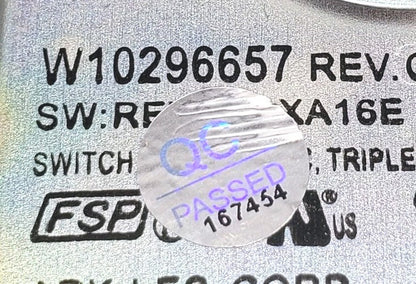 W10296657 REV.
SW:RE XA16E
SWITCH , TRIPLE
QC
PASSED
167454
FSP R US